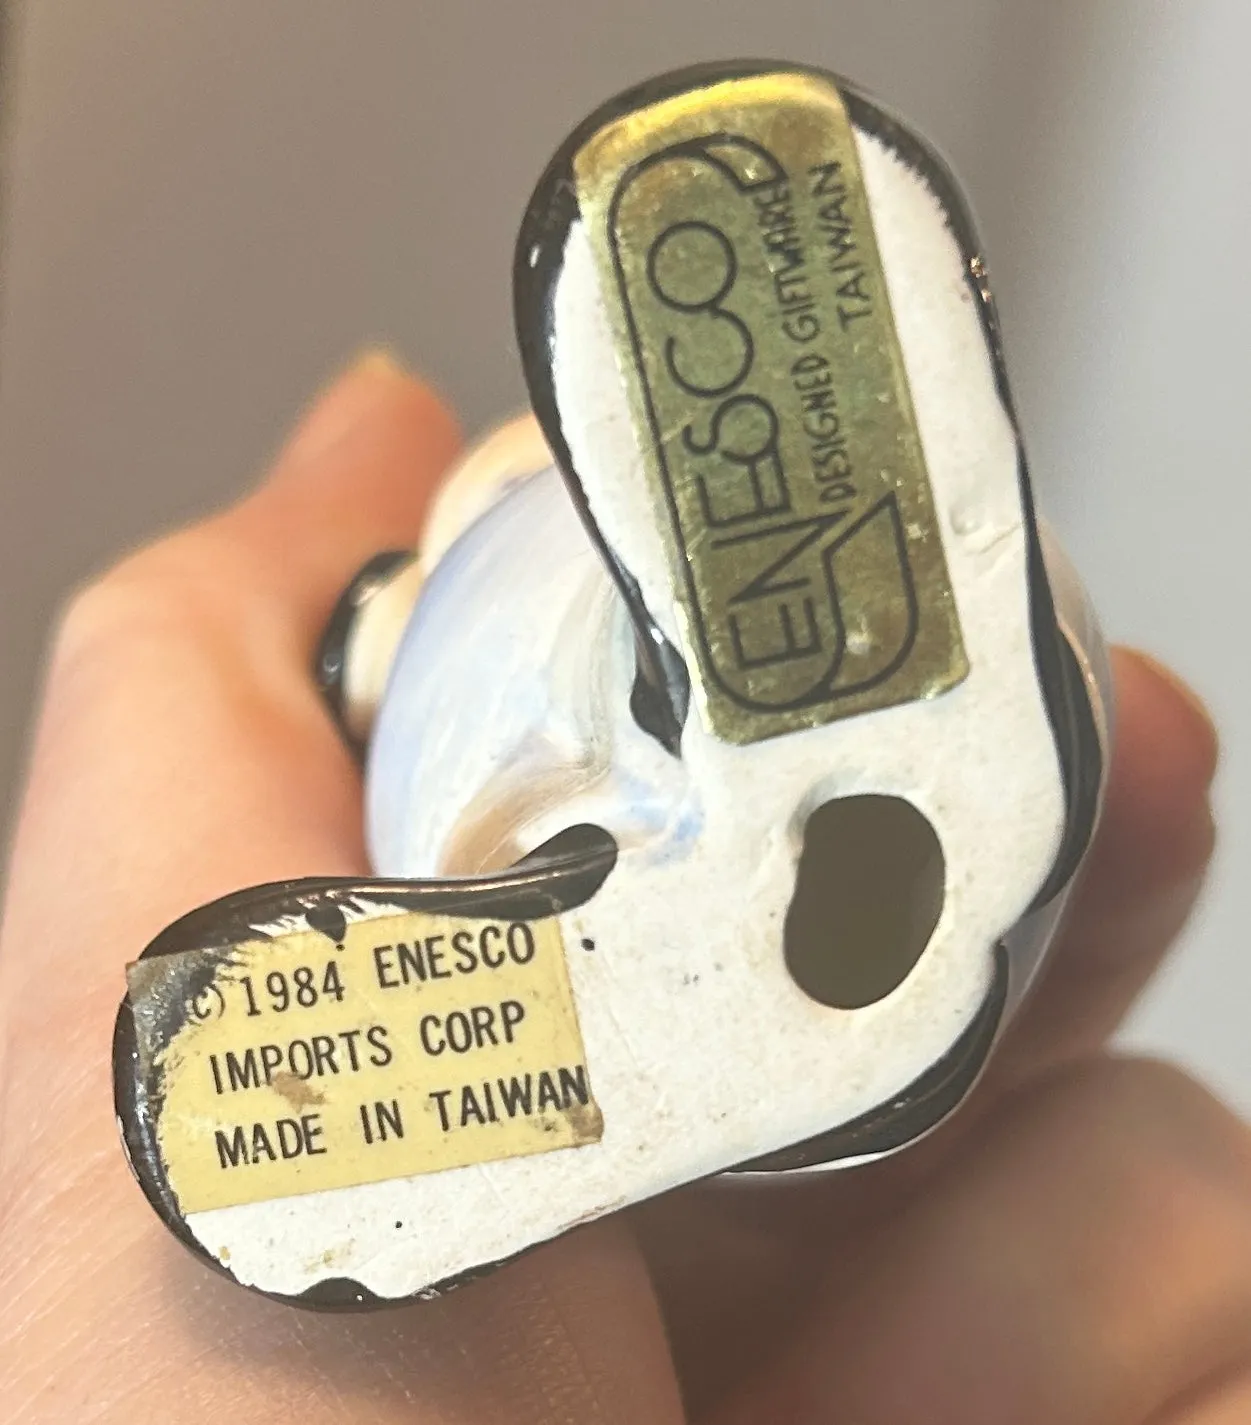 ENESCO
DESIGNED GIFTWARE
TAIWAN
(C) 1984 ENESCO
IMPORTS CORP
MADE IN TAIWAN